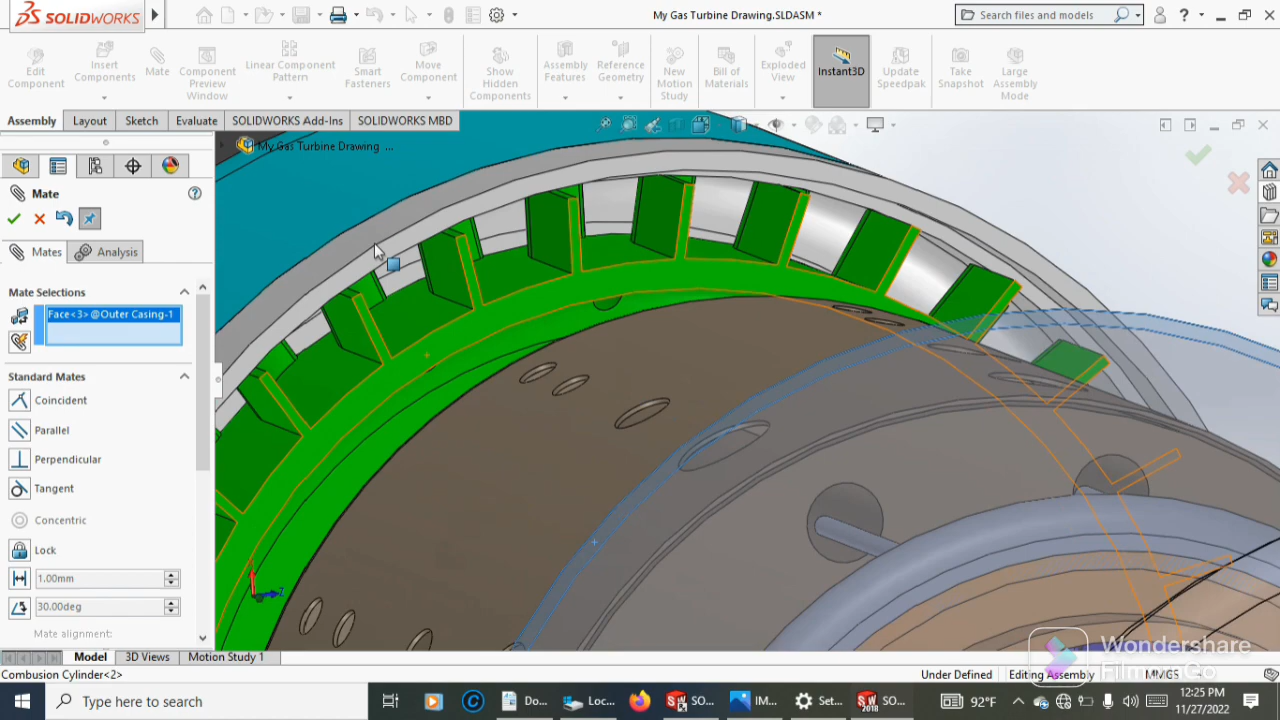 SOLIDWORKS
My Gas Turbine Drawing.SLDASM *
Search files and models
Edit Component
Insert Components
Mate
Component Preview Window
Linear Component Pattern
Smart Fasteners
Move Component
Show Hidden Components
Assembly Features
Reference Geometry
New Motion Study
Bill of Materials
Exploded View
Instant3D
Update Speedpak
Take Snapshot
Large Assembly Mode
Assembly
Layout
Sketch
Evaluate
SOLIDWORKS Add-Ins
SOLIDWORKS MBD
My Gas Turbine Drawing ...
Mate
Mates
Analysis
Mate Selections
Face<3>@Outer Casing-1
Standard Mates
Coincident
Parallel
Perpendicular
Tangent
Concentric
Lock
1.00mm
30.00deg
Mate alignment:
Z
Model
3D Views
Motion Study 1
Wondershare
Combusion Cylinder<2>
Under Defined
Editing Assembly
MMGS
Type here to search
Do...
Loc...
SO...
IM...
Set...
SW 2018
SO...
92°F
12:25 PM
11/27/2022